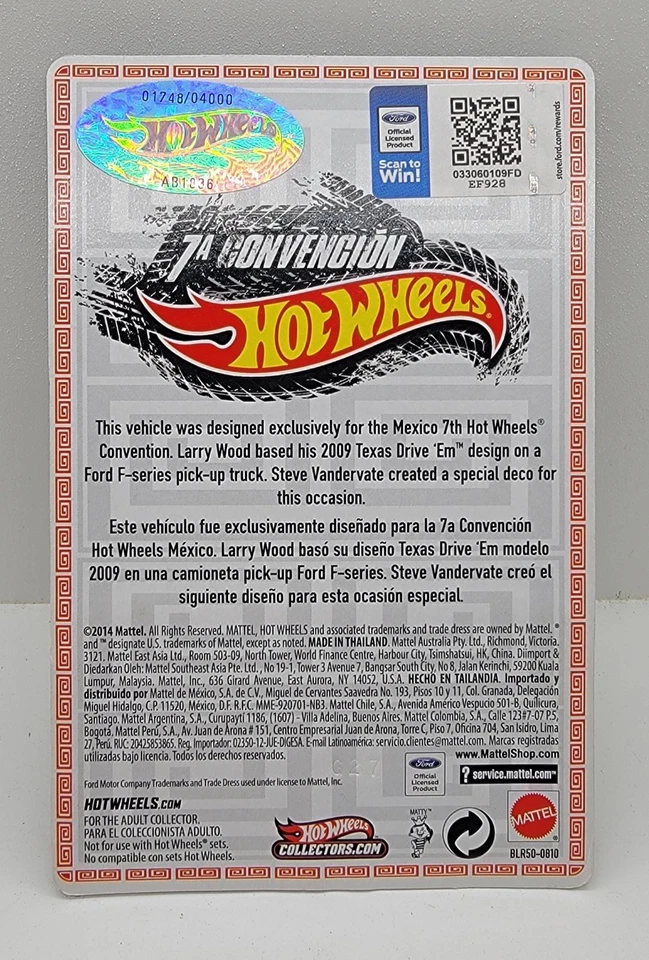 01748/04000
HOT WHEELS
AB1036
Ford
Official
Licensed
Product
Scan to
Win!
033060109FD
EF928
store.ford.com/rewards
7A CONVENCIÓN
HOT WHEELS®
This vehicle was designed exclusively for the Mexico 7th Hot Wheels®
Convention. Larry Wood based his 2009 Texas Drive 'Em™ design on a
Ford F-series pick-up truck. Steve Vandervate created a special deco for
this occasion.
Este vehículo fue exclusivamente diseñado para la 7a Convención
Hot Wheels México. Larry Wood basó su diseño Texas Drive 'Em modelo
2009 en una camioneta pick-up Ford F-series. Steve Vandervate creó el
siguiente diseño para esta ocasión especial.
©2014 Mattel. All Rights Reserved. MATTEL, HOT WHEELS and associated trademarks and trade dress are owned by Mattel. ®
and ™ designate U.S. trademarks of Mattel, except as noted. MADE IN THAILAND. Mattel Australia Pty. Ltd., Richmond, Victoria,
3121. Mattel East Asia Ltd., Room 503-09, North Tower, World Finance Centre, Harbour City, Tsimshatsui, HK, China. Diimport &
Diedarkan Oleh: Mattel Southeast Asia Pte. Ltd., No 19-1, Tower 3 Avenue 7, Bangsar South City, No 8, Jalan Kerinchi, 59200 Kuala
Lumpur, Malaysia. Mattel, Inc., 636 Girard Avenue, East Aurora, NY 14052, U.S.A. HECHO EN TAILANDIA. Importado y
distribuido por Mattel de México, S.A. de C.V., Miguel de Cervantes Saavedra No. 193, Pisos 10 y 11, Col. Granada, Delegación
Miguel Hidalgo, C.P. 11520, México, D.F. R.F.C. MME-920701-NB3. Mattel Chile, S.A., Avenida Américo Vespucio 501-B, Quilicura,
Santiago. Mattel Argentina, S.A., Curupaytí 1186, (1607) - Villa Adelina, Buenos Aires. Mattel Colombia, S.A., Calle 123#7-07 P.5,
Bogotá. Mattel Perú, S.A., Av. Juan de Arona # 151, Centro Empresarial Juan de Arona, Torre C, Piso 7, Oficina 704, San Isidro, Lima
27, Perú. RUC: 20425853865. Reg. Importador: 02350-12-JUE-DIGESA. E-mail Latinoamérica: servicio.clientes@mattel.com. Marcas registradas
utilizadas bajo licencia. Todos los derechos reservados.
www.MattelShop.com
G27
Ford Motor Company Trademarks and Trade Dress used under license to Mattel, Inc.
Ford
Official
Licensed
Product
? service.mattel.com™
HOTWHEELS.COM
FOR THE ADULT COLLECTOR.
PARA EL COLECCIONISTA ADULTO.
Not for use with Hot Wheels® sets.
No compatible con sets Hot Wheels.
HOT WHEELS
COLLECTORS.COM
MATTY™
MATTEL®
BLR50-0810